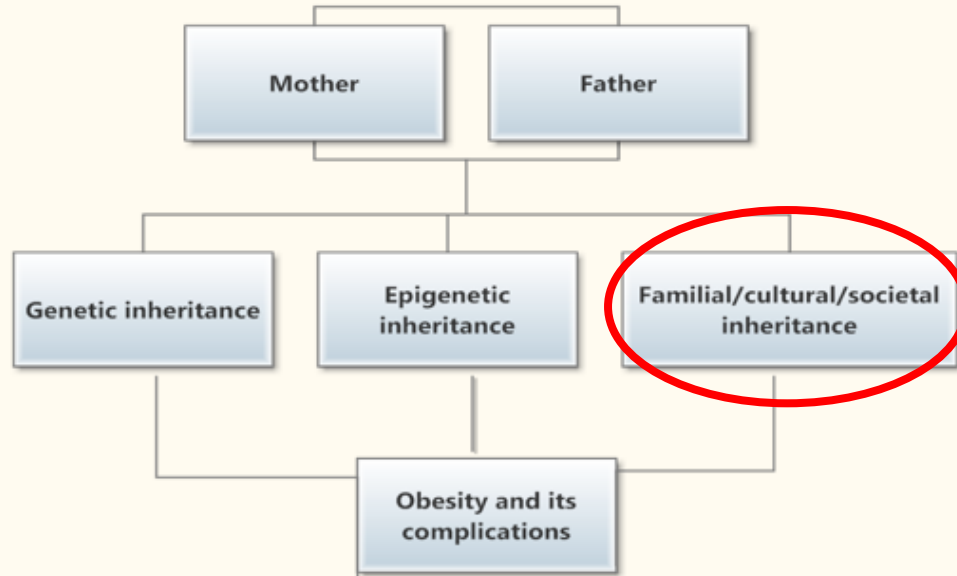 Mother
Father
Genetic inheritance
Epigenetic
inheritance
Familial/cultural/societal
inheritance
Obesity and its
complications